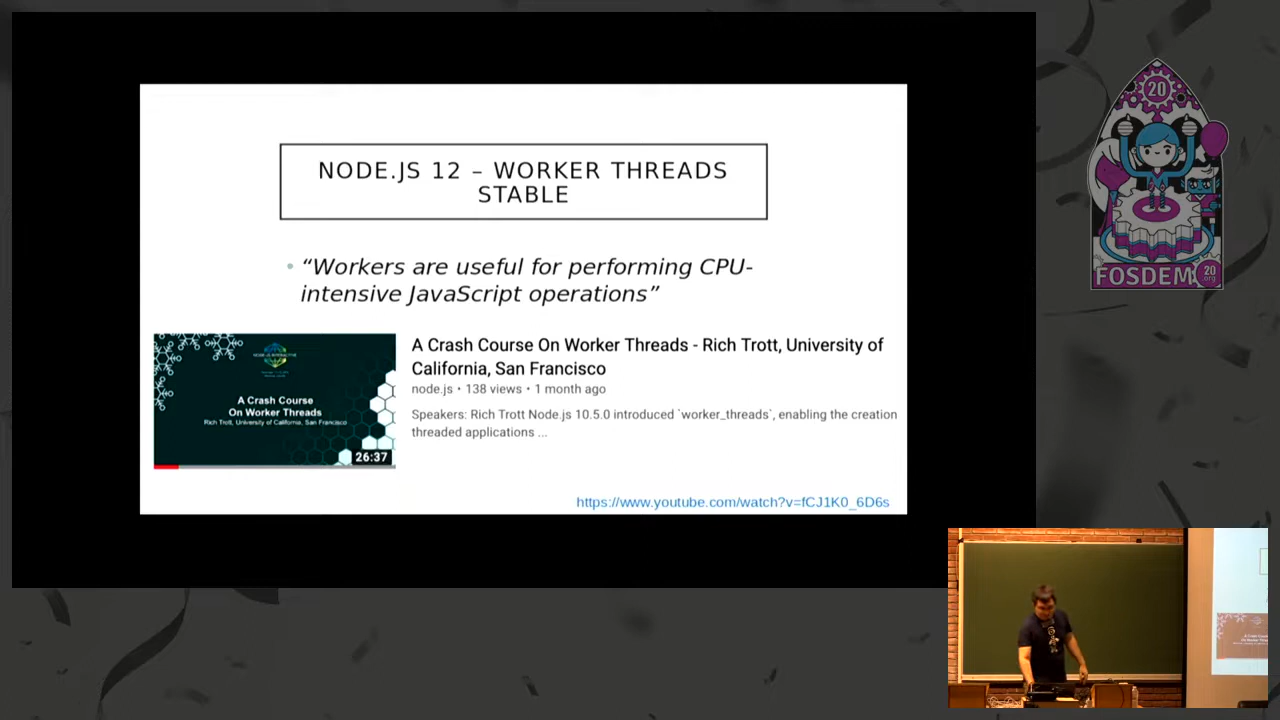 NODE.JS 12 – WORKER THREADS
STABLE
• “Workers are useful for performing CPU-
intensive JavaScript operations”
A Crash Course
On Worker Threads
Rich Trott, University of California, San Francisco
26:37
A Crash Course On Worker Threads - Rich Trott, University of
California, San Francisco
node.js • 138 views • 1 month ago
Speakers: Rich Trott Node.js 10.5.0 introduced `worker_threads`, enabling the creation
threaded applications ...
https://www.youtube.com/watch?v=fCJ1K0_6D6s
20
FOSDEM
20
.org